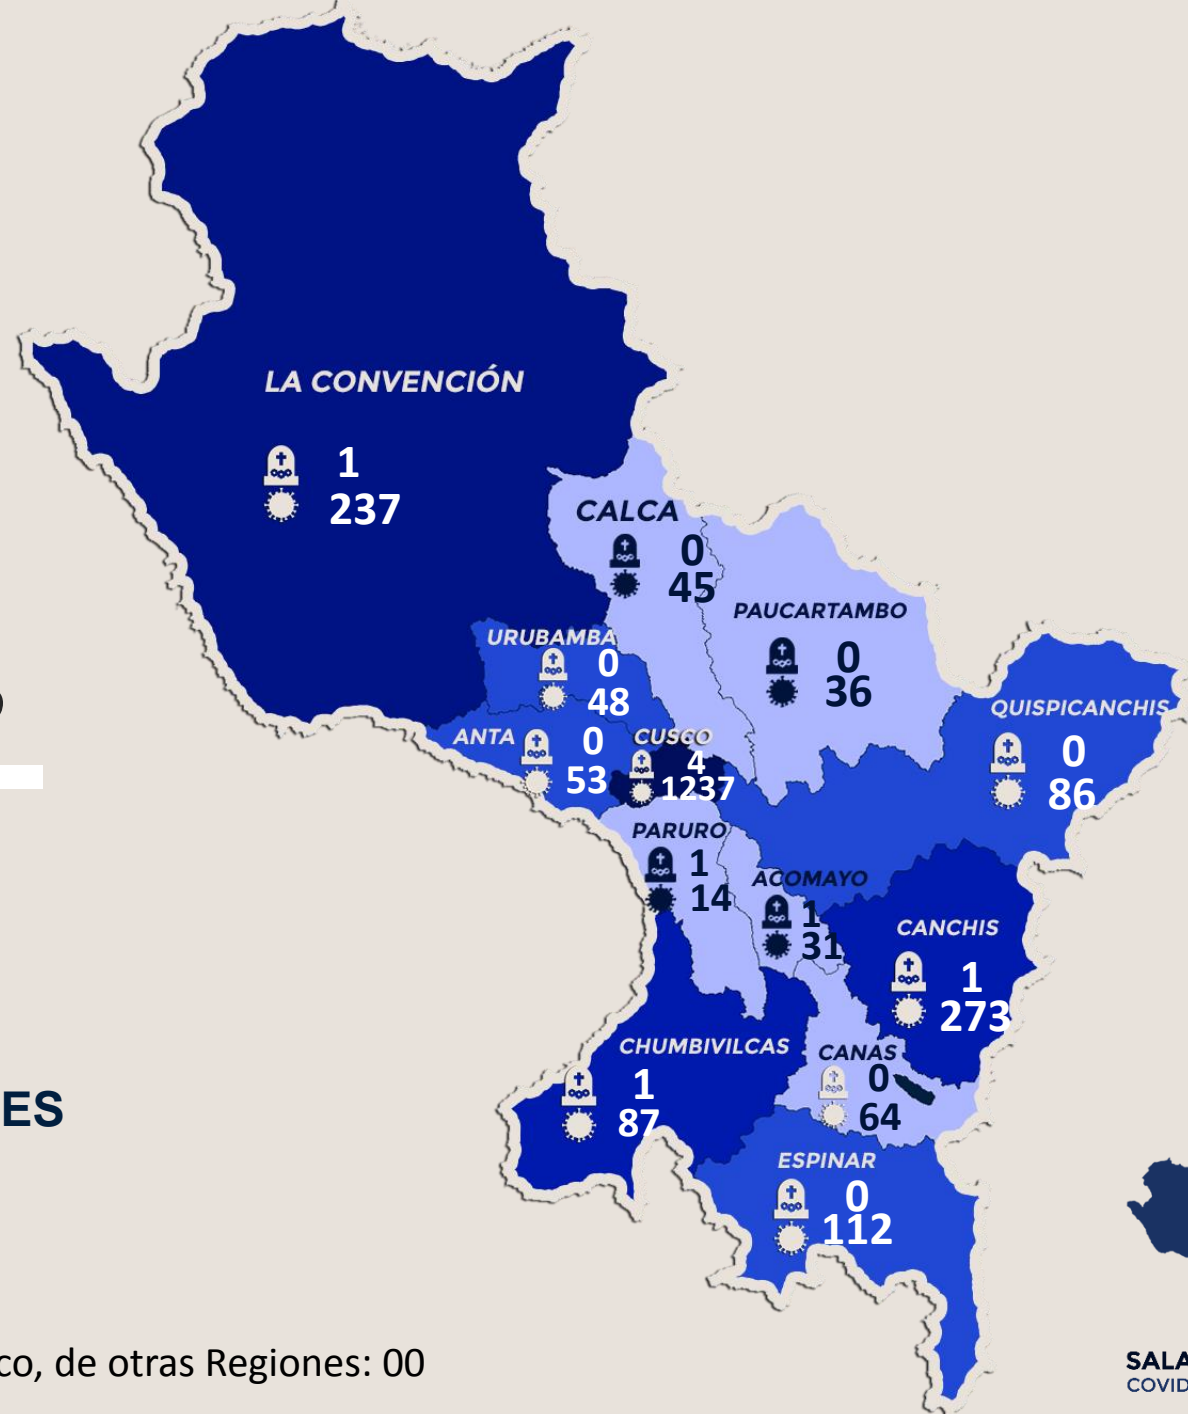 LA CONVENCIÓN
1
237
CALCA
0
45
PAUCARTAMBO
0
36
URUBAMBA
0
48
QUISPICANCHIS
0
86
ANTA
0
53
CUSCO
4
1237
PARURO
1
14
ACOMAYO
1
31
CANCHIS
1
273
CHUMBIVILCAS
1
87
CANAS
0
64
ES
ESPINAR
0
112
co, de otras Regiones: 00
SALA
COVID